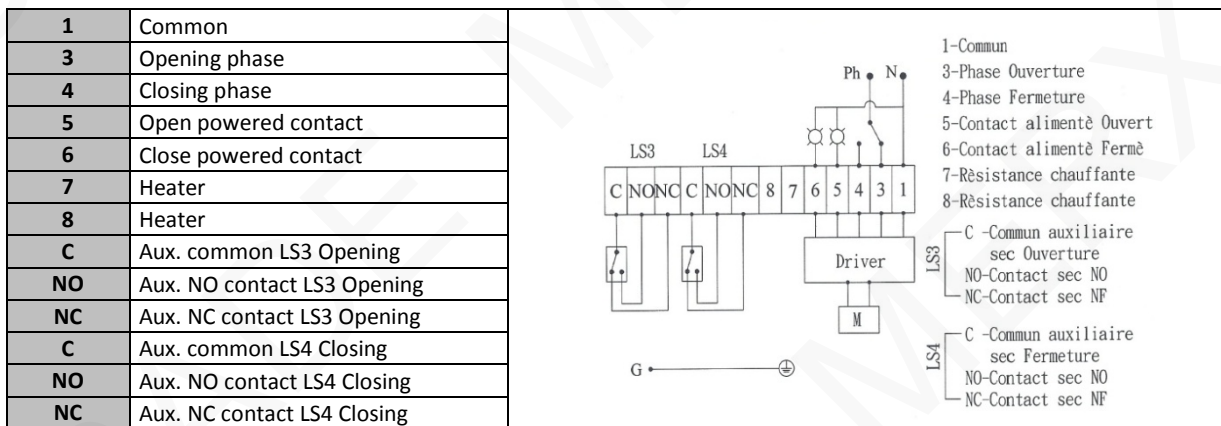 1 Common
3 Opening phase
4 Closing phase
5 Open powered contact
6 Close powered contact
7 Heater
8 Heater
C Aux. common LS3 Opening
NO Aux. NO contact LS3 Opening
NC Aux. NC contact LS3 Opening
C Aux. common LS4 Closing
NO Aux. NO contact LS4 Closing
NC Aux. NC contact LS4 Closing
Ph N
LS3 LS4
C NO NC C NO NC 8 7 6 5 4 3 1
Driver
M
G
1-Commun
3-Phase Ouverture
4-Phase Fermeture
5-Contact alimentè Ouvert
6-Contact alimentè Fermè
7-Rèsistance chauffante
8-Rèsistance chauffante
LS3
C -Commun auxiliaire
sec Ouverture
NO-Contact sec NO
NC-Contact sec NF
LS4
C -Commun auxiliaire
sec Fermeture
NO-Contact sec NO
NC-Contact sec NF